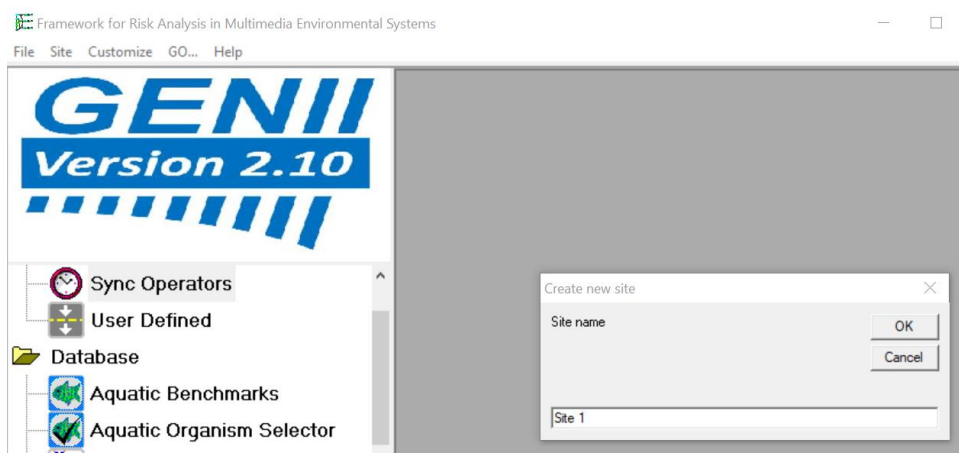 Framework for Risk Analysis in Multimedia Environmental Systems
File Site Customize GO... Help
GENII
Version 2.10
Sync Operators
User Defined
Database
Aquatic Benchmarks
Aquatic Organism Selector
Create new site
Site name
OK
Cancel
Site 1